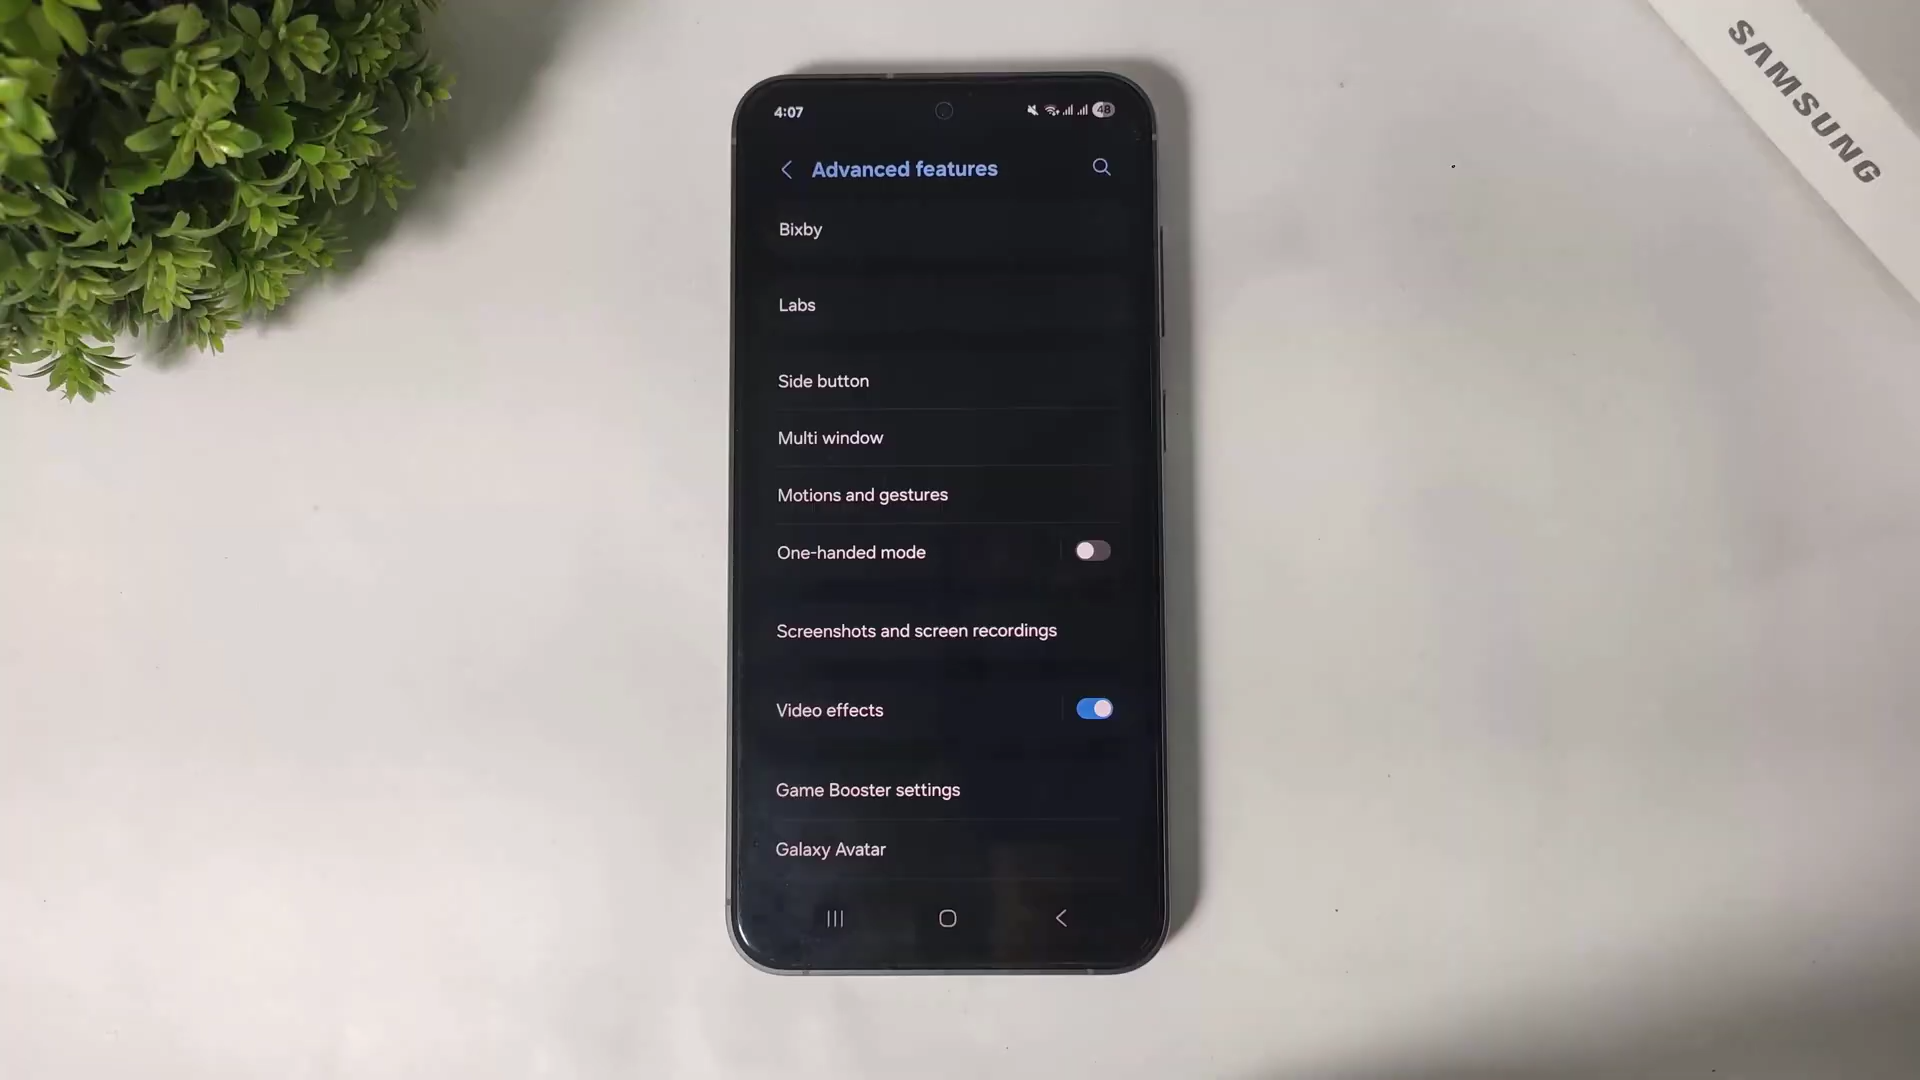 SAMSUNG
4:07
48
Advanced features
Bixby
Labs
Side button
Multi window
Motions and gestures
One-handed mode
Screenshots and screen recordings
Video effects
Game Booster settings
Galaxy Avatar